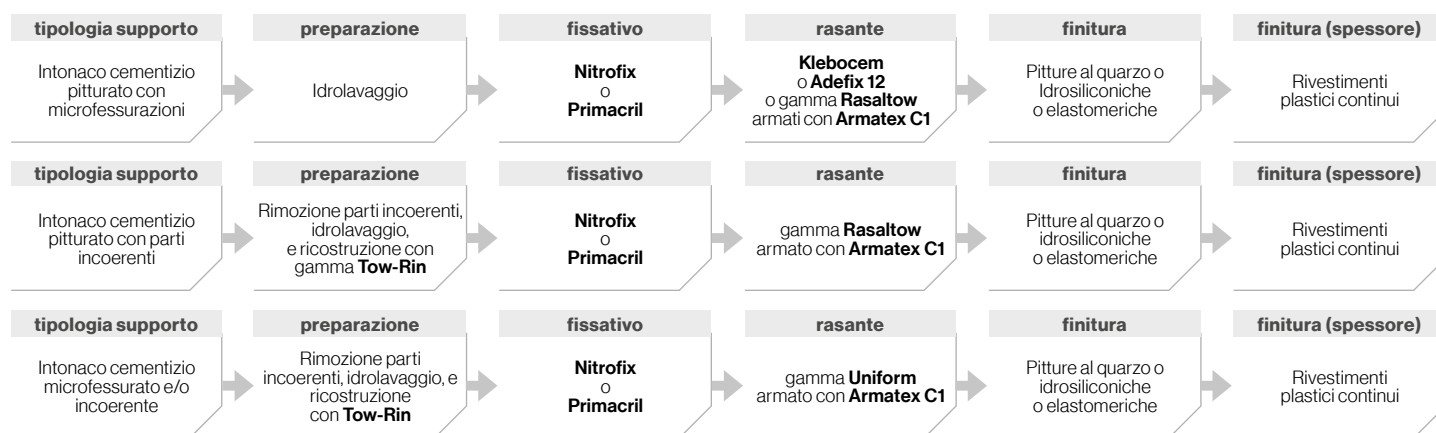 tipologia supporto
Intonaco cementizio
pitturato con
microfessurazioni
preparazione
Idrolavaggio
fissativo
Nitrofix
o
Primacril
rasante
Klebocem
o Adefix 12
o gamma Rasaltow
armati con Armatex C1
finitura
Pitture al quarzo o
Idrosiliconiche
o elastomeriche
finitura (spessore)
Rivestimenti
plastici continui
tipologia supporto
Intonaco cementizio
pitturato con parti
incoerenti
preparazione
Rimozione parti incoerenti,
idrolavaggio,
e ricostruzione con
gamma Tow-Rin
fissativo
Nitrofix
o
Primacril
rasante
gamma Rasaltow
armato con Armatex C1
finitura
Pitture al quarzo o
idrosiliconiche
o elastomeriche
finitura (spessore)
Rivestimenti
plastici continui
tipologia supporto
Intonaco cementizio
microfessurato e/o
incoerente
preparazione
Rimozione parti
incoerenti, idrolavaggio, e
ricostruzione
con Tow-Rin
fissativo
Nitrofix
o
Primacril
rasante
gamma Uniform
armato con Armatex C1
finitura
Pitture al quarzo o
idrosiliconiche
o elastomeriche
finitura (spessore)
Rivestimenti
plastici continui